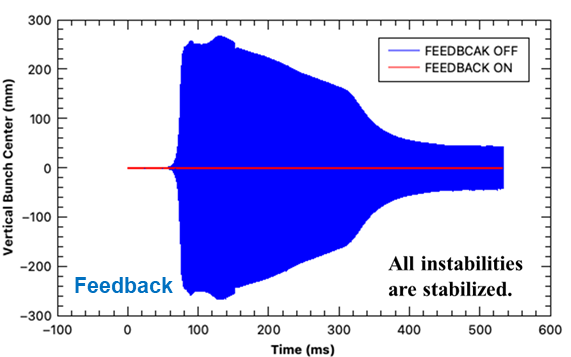 300
200
100
0
−100
−200
−300
Vertical Bunch Center (mm)
FEEDBCAK OFF
FEEDBACK ON
Feedback
All instabilities
are stabilized.
−100 0 100 200 300 400 500 600
Time (ms)